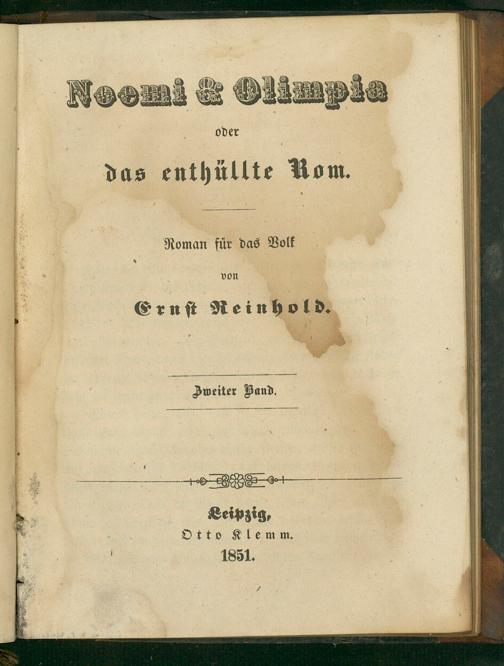 Noemi & Olimpia
oder
das enthüllte Rom.
Roman für das Volk
von
Ernst Reinhold.
Zweiter Band.
Leipzig,
Otto Klemm.
1851.